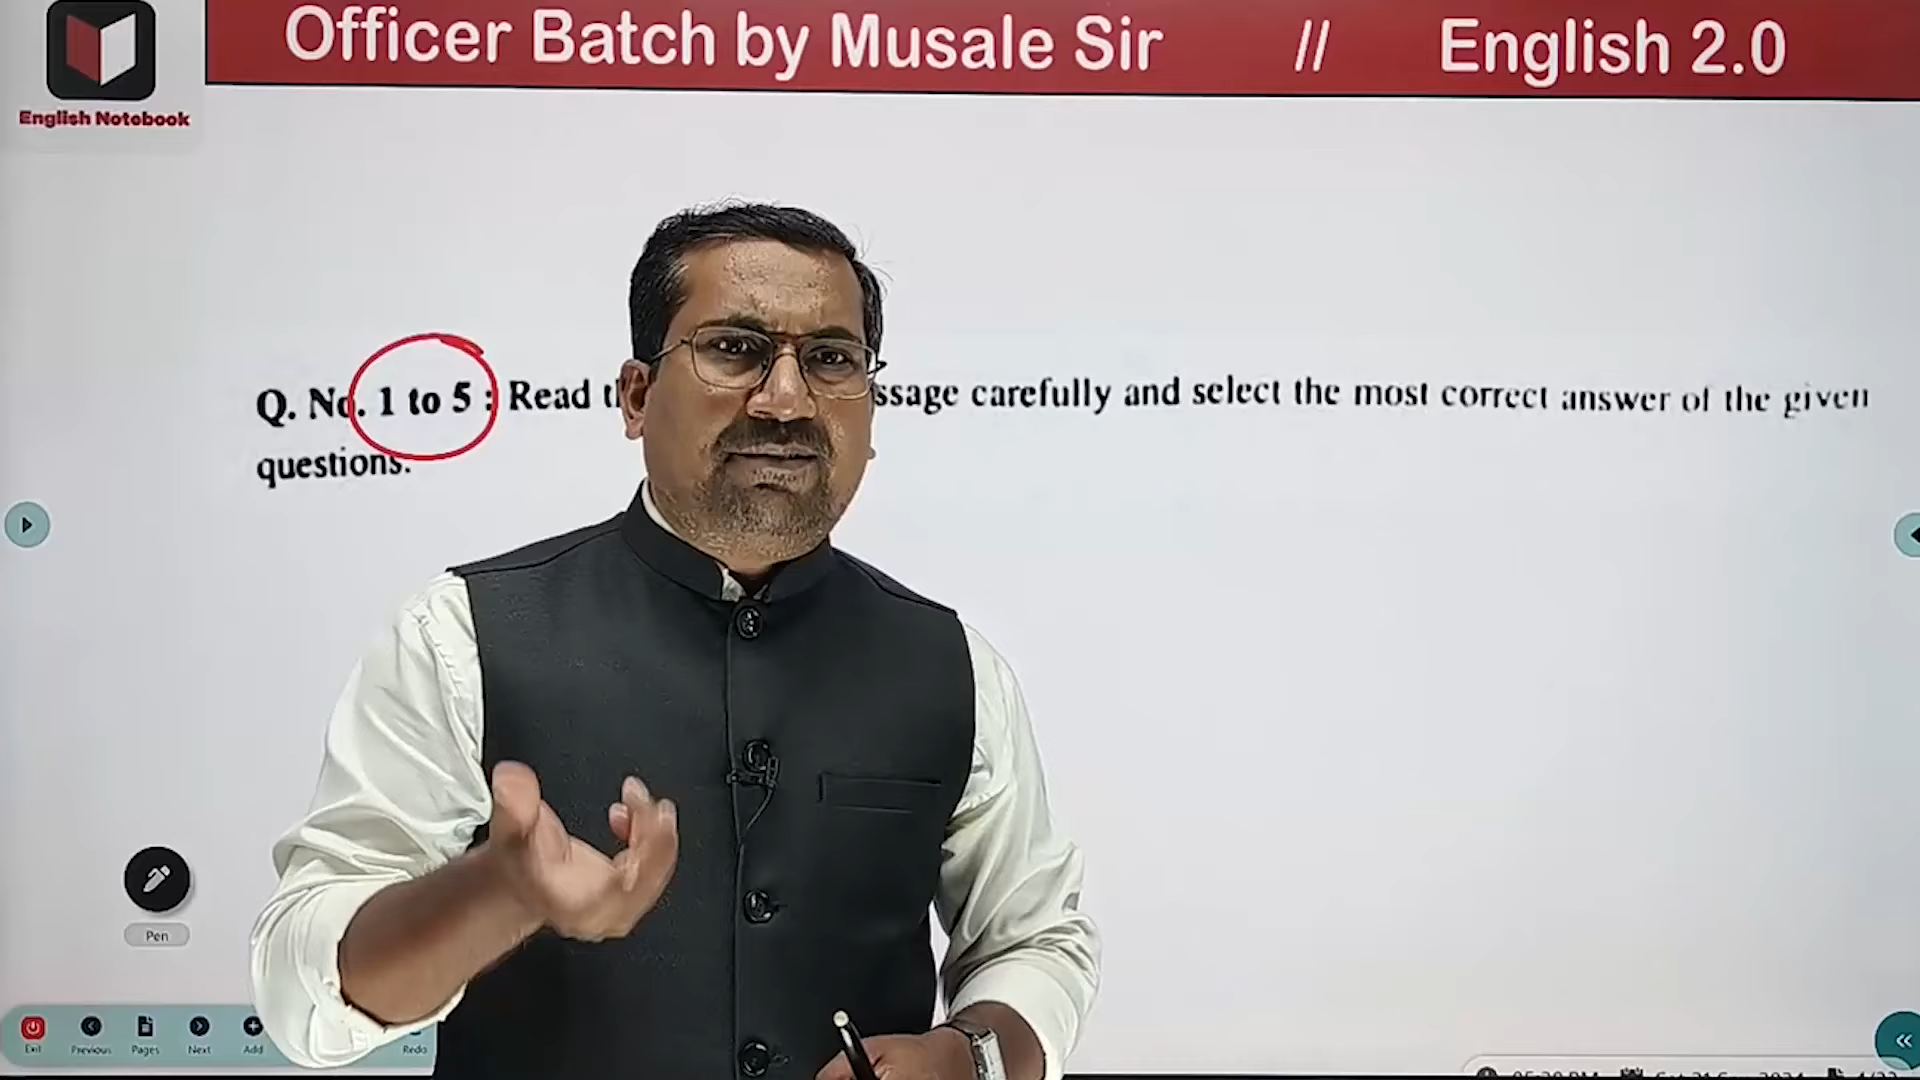 Officer Batch by Musale Sir // English 2.0
English Notebook
Q. No. 1 to 5 : Read ssage carefully and select the most correct answer of the given
questions.
Pen
Exit Previous Pages Next Add Redo